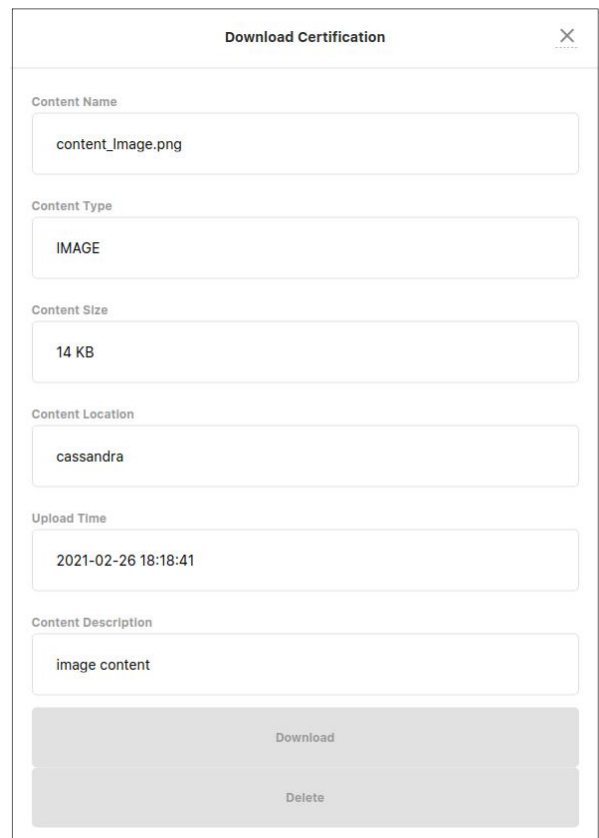 Download Certification
Content Name
content_Image.png
Content Type
IMAGE
Content Size
14 KB
Content Location
cassandra
Upload Time
2021-02-26 18:18:41
Content Description
image content
Download
Delete